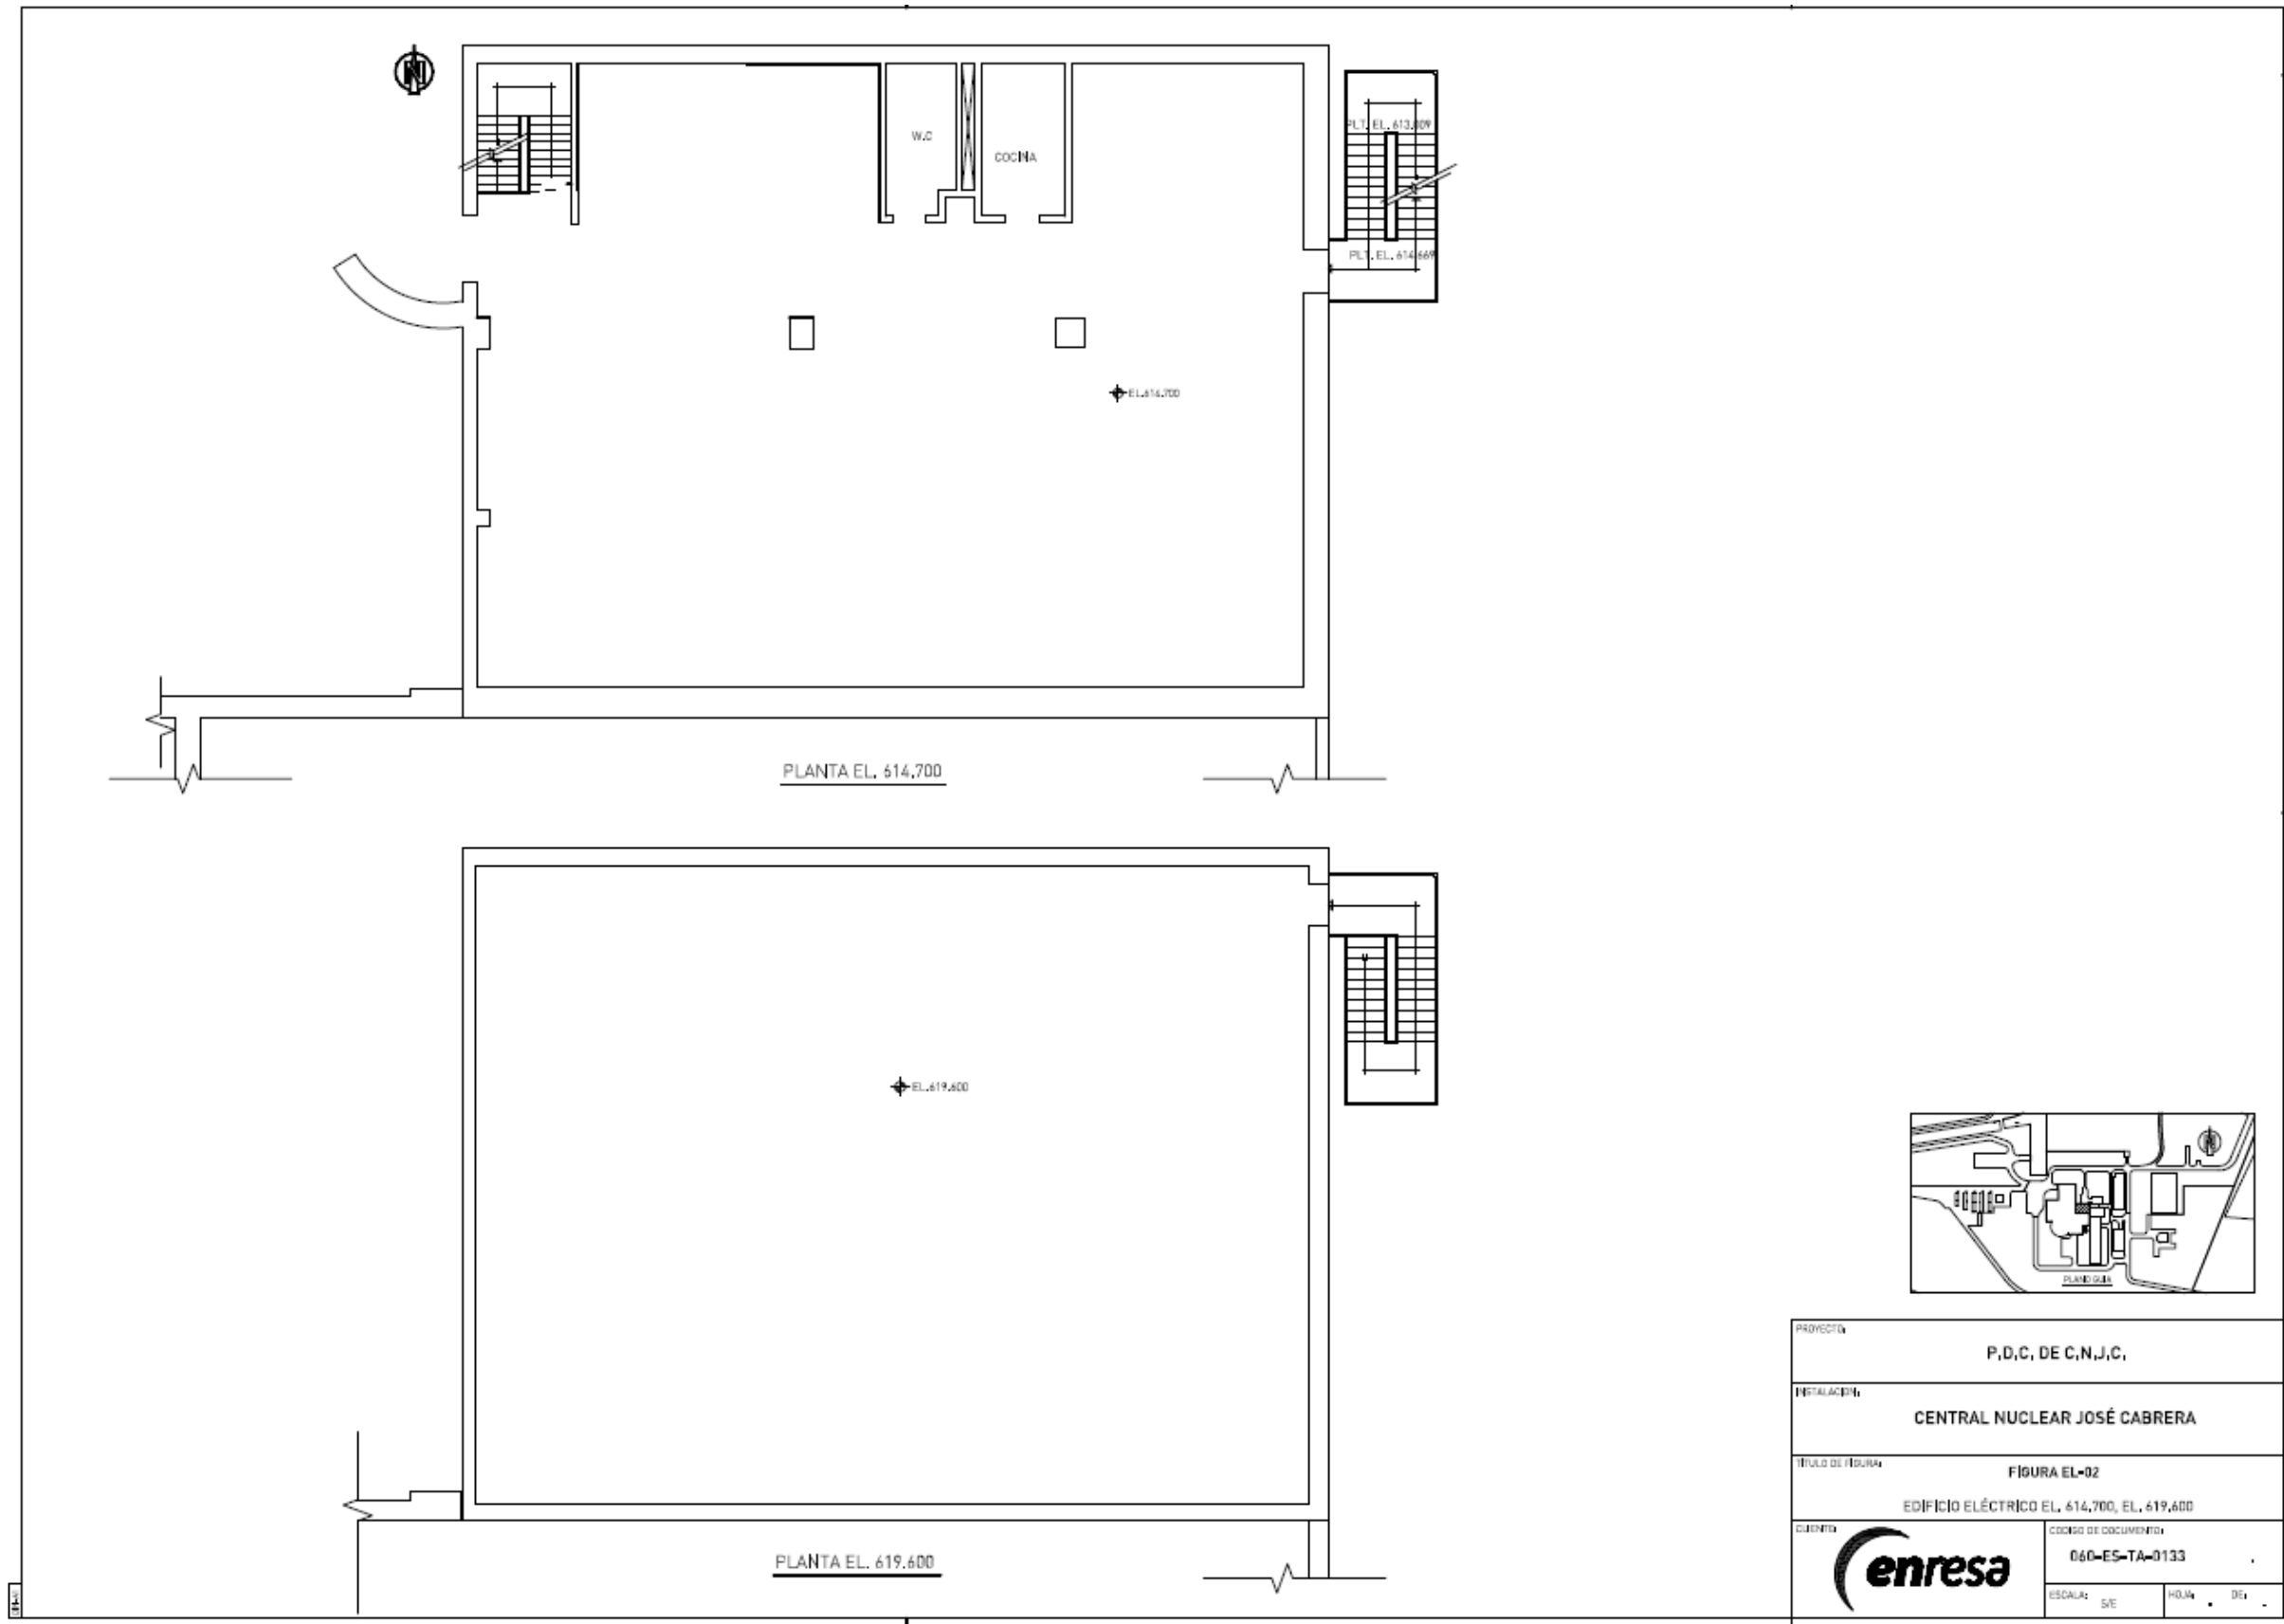 N
W.C
COCINA
PLT. EL. 613.009
PLT. EL. 614.669
EL.614.700
PLANTA EL. 614.700
EL.619.600
PLANTA EL. 619.600
N
PLANO GUIA
PROYECTO:
P.D.C. DE C.N.J.C.
INSTALACIÓN:
CENTRAL NUCLEAR JOSÉ CABRERA
TÍTULO DE FIGURA:
FIGURA EL-02
EDIFICIO ELÉCTRICO EL. 614,700, EL. 619,600
CLIENTE:
enresa
CODIGO DE DOCUMENTO:
060-ES-TA-0133
ESCALA: S/E
HOJA: . DE: .